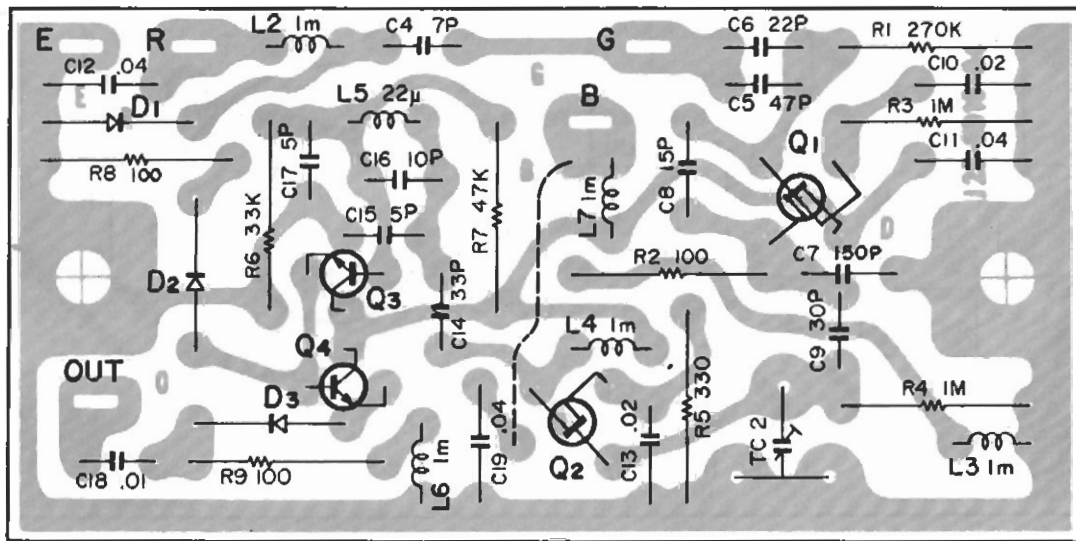 E
R
L2 1m
C4 7P
G
C6 22P
R1 270K
C12 .04
C10 .02
E
G
D1
L5 22µ
B
C5 47P
R3 1M
R8 100
C17 5P
C16 10P
C8 15P
Q1
C11 .04
R6 33K
R7 47K
L7 1m
C15 5P
D
D2
Q3
C14 33P
R2 100
C7 150P
C9 30P
Q4
L4 1m
OUT
D3
R5 330
R4 1M
C18 .01
R9 100
L6 1m
C19 .04
Q2
C13 .02
TC 2
L3 1m